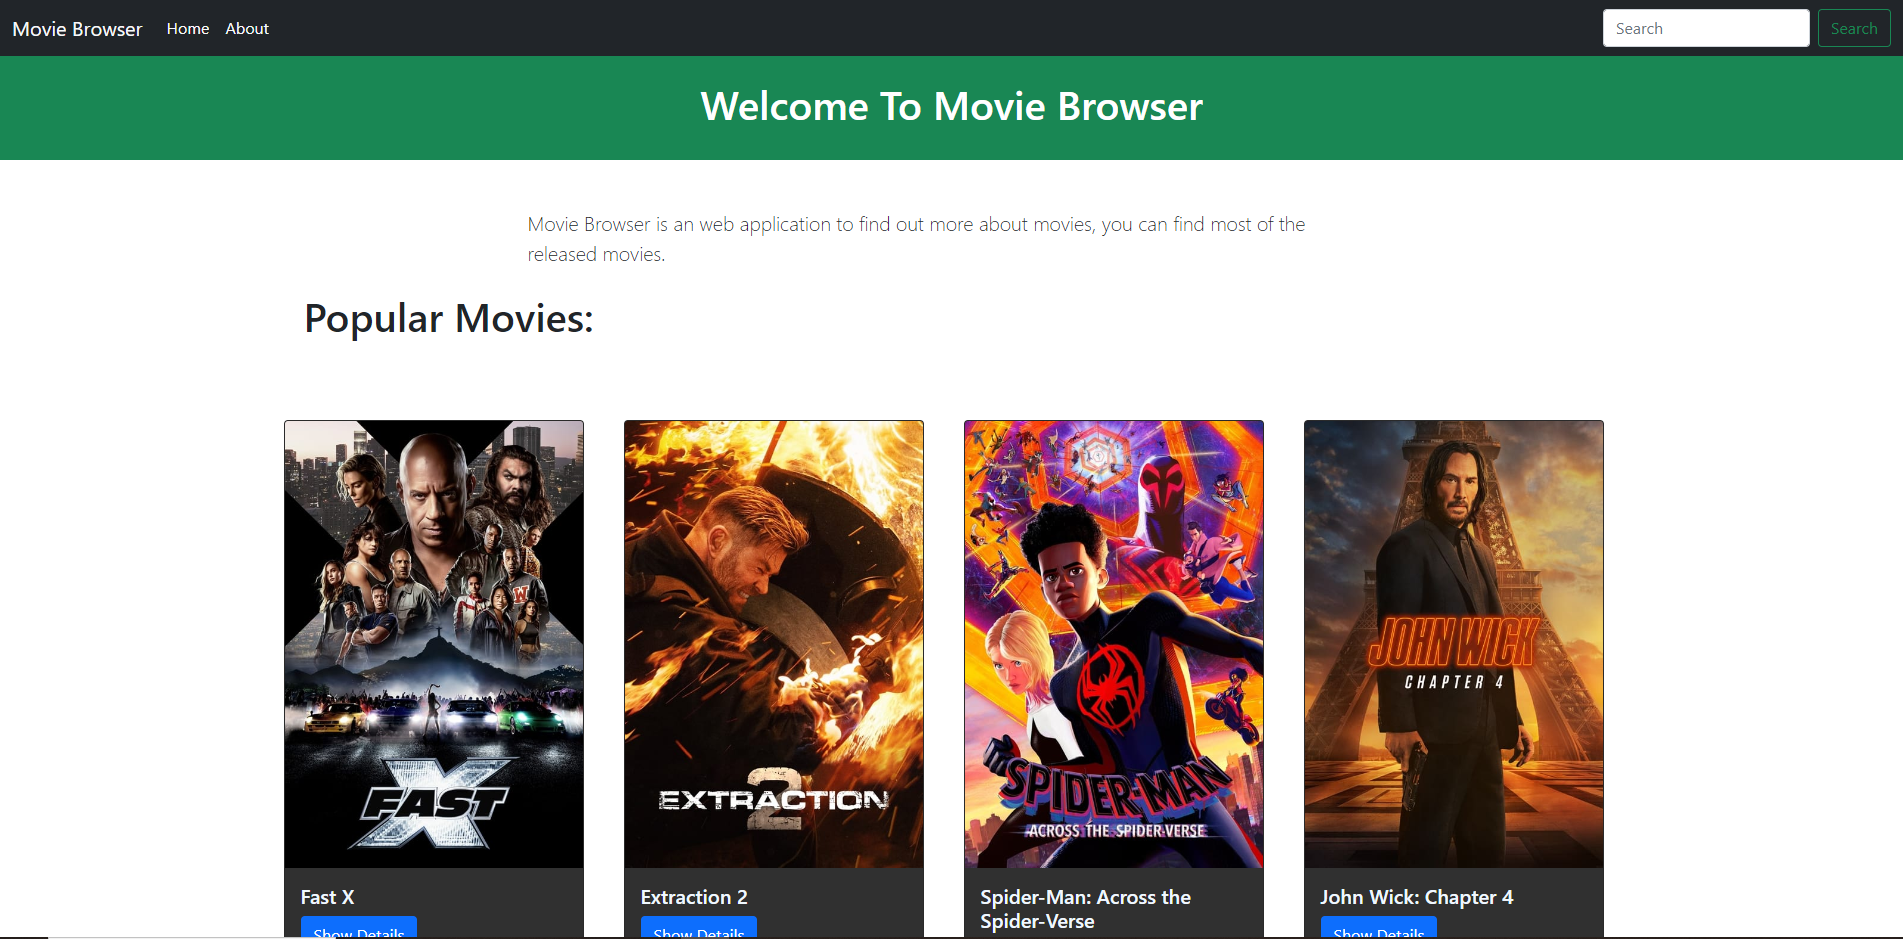 Movie Browser Home About Search Search
Welcome To Movie Browser
Movie Browser is an web application to find out more about movies, you can find most of the
released movies.
Popular Movies:
FAST X
2
EXTRACTION
SPIDER-MAN
ACROSS THE SPIDER-VERSE
JOHN WICK
CHAPTER 4
Fast X
Show Details
Extraction 2
Show Details
Spider-Man: Across the
Spider-Verse
John Wick: Chapter 4
Show Details